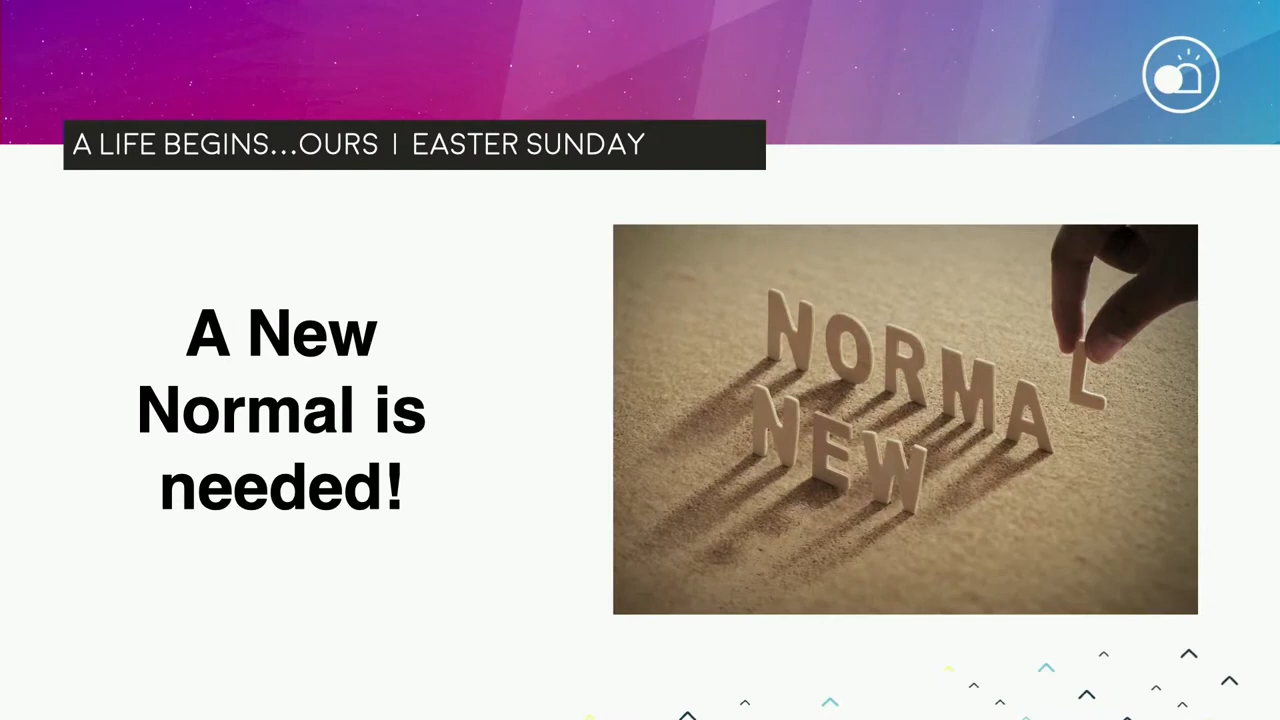 A LIFE BEGINS...OURS | EASTER SUNDAY
A New
Normal is
needed!
NORMAL
NEW